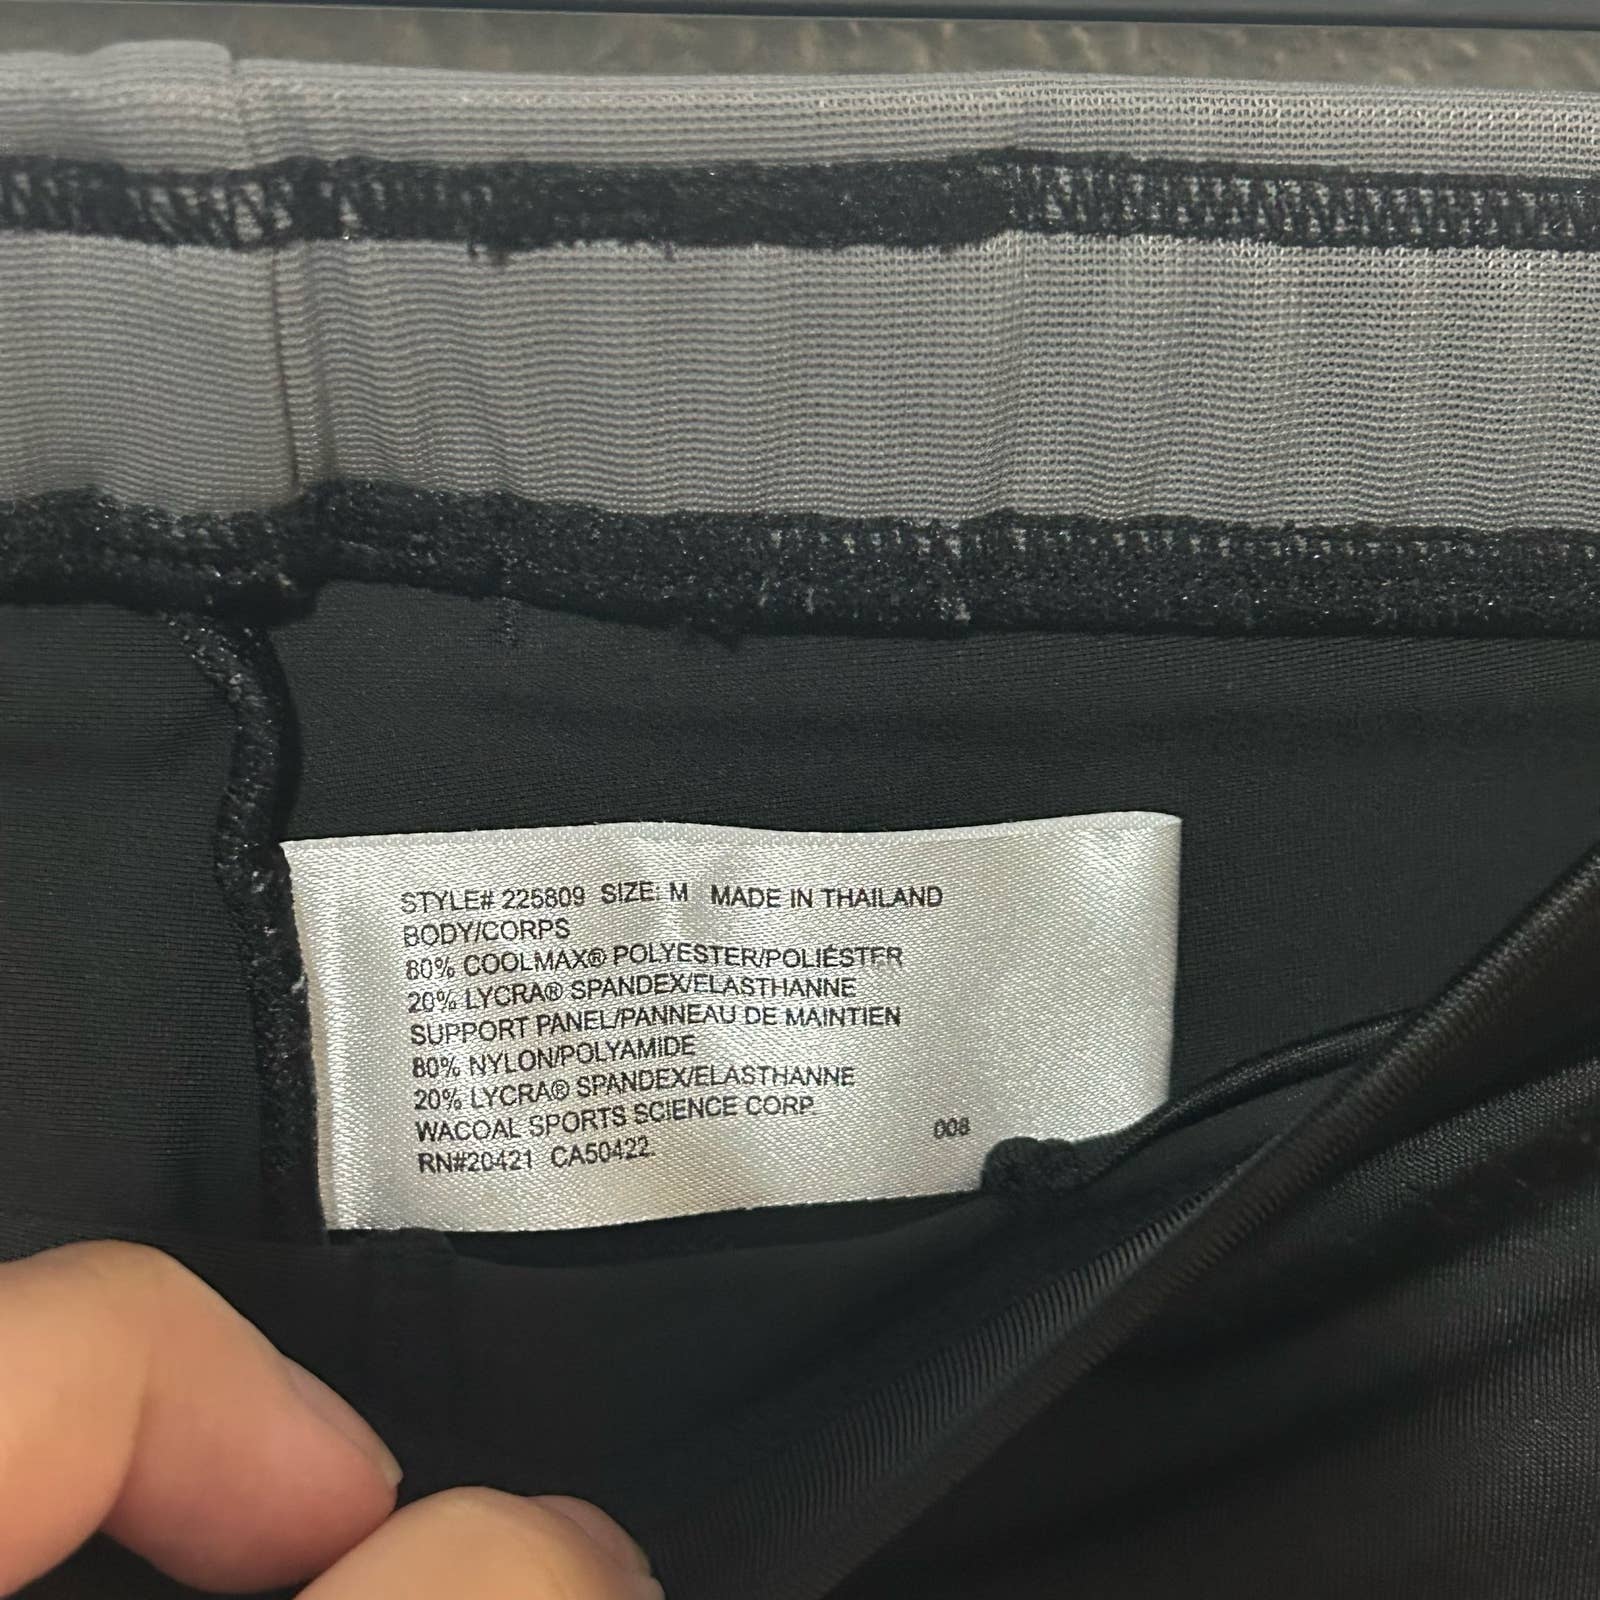 STYLE# 225809 SIZE: M MADE IN THAILAND
BODY/CORPS
80% COOLMAX® POLYESTER/POLIÉSTER
20% LYCRA® SPANDEX/ELASTHANNE
SUPPORT PANEL/PANNEAU DE MAINTIEN
80% NYLON/POLYAMIDE
20% LYCRA® SPANDEX/ELASTHANNE
WACOAL SPORTS SCIENCE CORP.
RN#20421 CA50422.
008